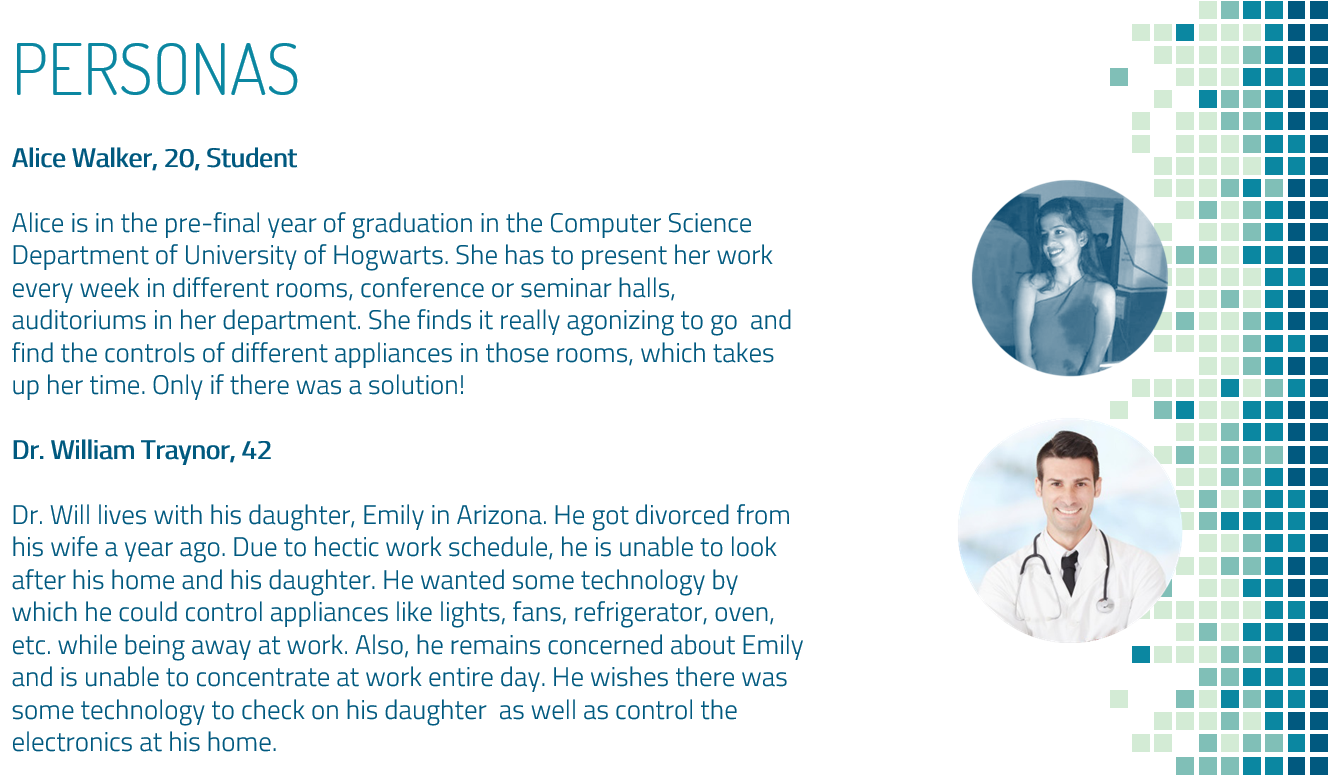 PERSONAS
Alice Walker, 20, Student
Alice is in the pre-final year of graduation in the Computer Science
Department of University of Hogwarts. She has to present her work
every week in different rooms, conference or seminar halls,
auditoriums in her department. She finds it really agonizing to go  and
find the controls of different appliances in those rooms, which takes
up her time. Only if there was a solution!
Dr. William Traynor, 42
Dr. Will lives with his daughter, Emily in Arizona. He got divorced from
his wife a year ago. Due to hectic work schedule, he is unable to look
after his home and his daughter. He wanted some technology by
which he could control appliances like lights, fans, refrigerator, oven,
etc. while being away at work. Also, he remains concerned about Emily
and is unable to concentrate at work entire day. He wishes there was
some technology to check on his daughter  as well as control the
electronics at his home.